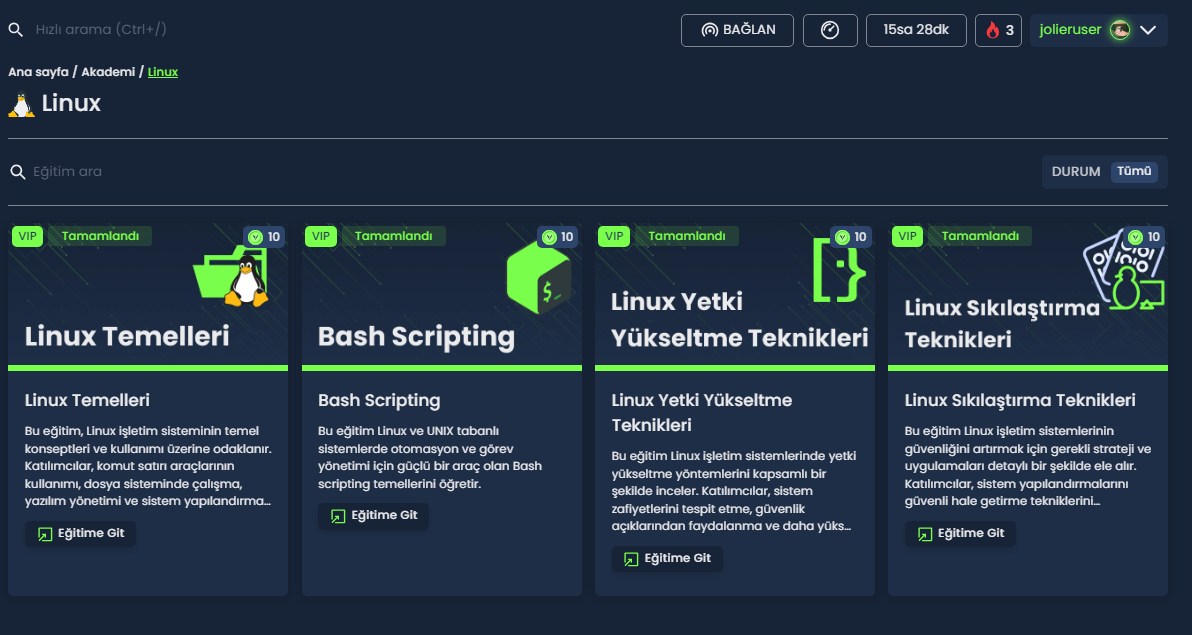 Hızlı arama (Ctrl+/)
BAĞLAN
15sa 28dk
3
jolieruser
Ana sayfa / Akademi / Linux
Linux
Eğitim ara
DURUM Tümü
VIP Tamamlandı 10
Linux Temelleri
Linux Temelleri
Bu eğitim, Linux işletim sisteminin temel
konseptleri ve kullanımı üzerine odaklanır.
Katılımcılar, komut satırı araçlarının
kullanımı, dosya sisteminde çalışma,
yazılım yönetimi ve sistem yapılandırma...
Eğitime Git
VIP Tamamlandı 10
$_
Bash Scripting
Bash Scripting
Bu eğitim Linux ve UNIX tabanlı
sistemlerde otomasyon ve görev
yönetimi için güçlü bir araç olan Bash
scripting temellerini öğretir.
Eğitime Git
VIP Tamamlandı 10
Linux Yetki
Yükseltme Teknikleri
Linux Yetki Yükseltme
Teknikleri
Bu eğitim Linux işletim sistemlerinde yetki
yükseltme yöntemlerini kapsamlı bir
şekilde inceler. Katılımcılar, sistem
zafiyetlerini tespit etme, güvenlik
açıklarından faydalanma ve daha yüks...
Eğitime Git
VIP Tamamlandı 10
Linux Sıkılaştırma
Teknikleri
Linux Sıkılaştırma Teknikleri
Bu eğitim Linux işletim sistemlerinin
güvenliğini artırmak için gerekli strateji ve
uygulamaları detaylı bir şekilde ele alır.
Katılımcılar, sistem yapılandırmalarını
güvenli hale getirme tekniklerini...
Eğitime Git